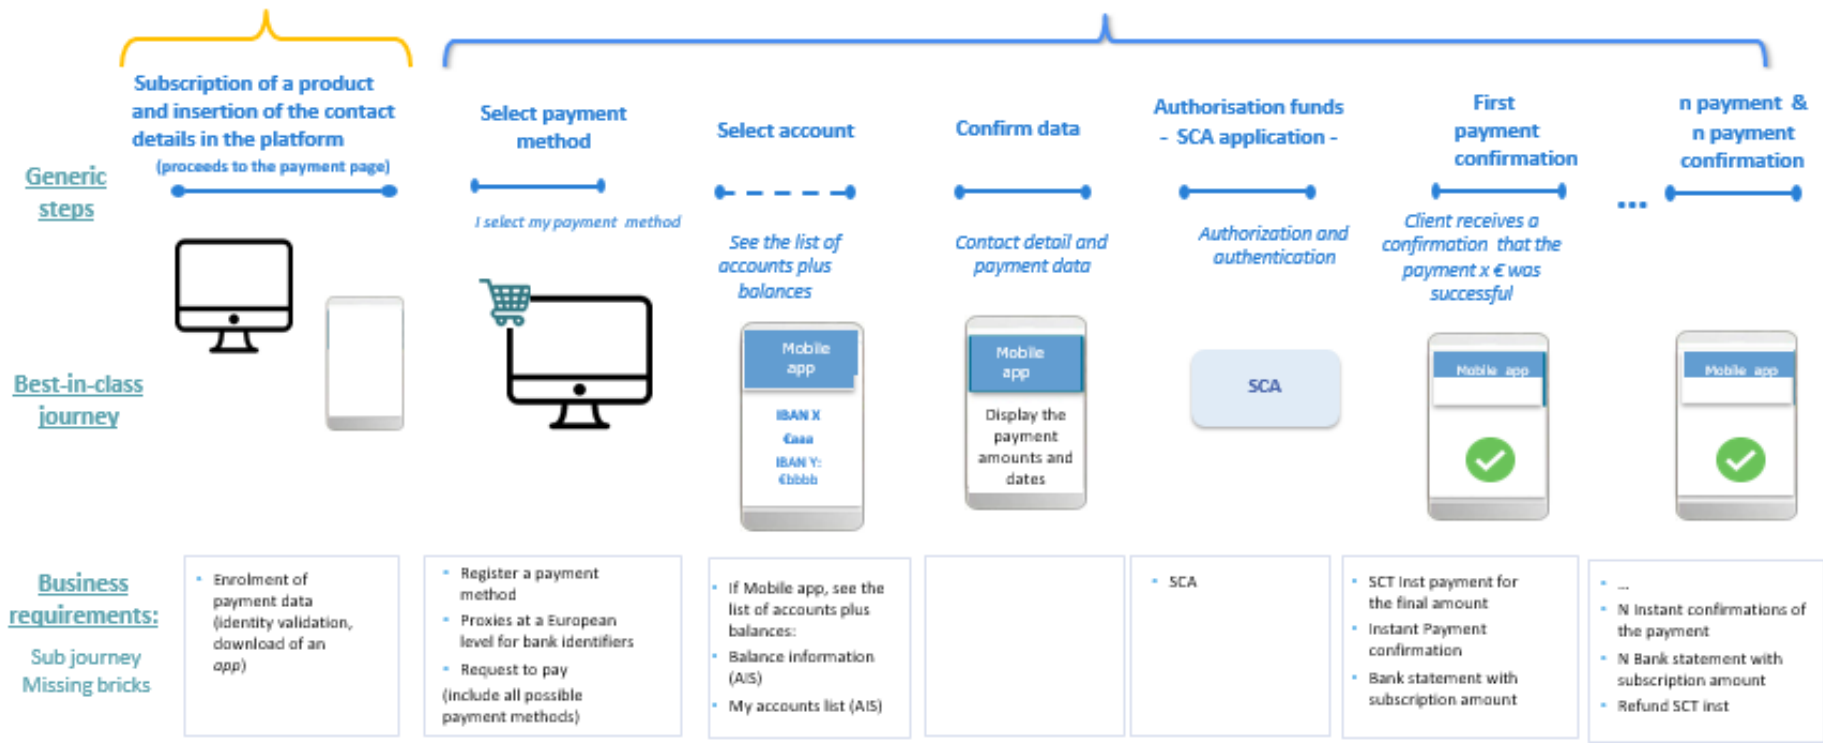 Subscription of a product
and insertion of the contact
details in the platform
(proceeds to the payment page)
Select payment
method
Select account
Confirm data
Authorisation funds
- SCA application -
First
payment
confirmation
n payment &
n payment
confirmation
Generic
steps
...
I select my payment method
See the list of
accounts plus
balances
Contact detail and
payment data
Authorization and
authentication
Client receives a
confirmation that the
payment x € was
successful
Best-in-class
journey
Mobile
app
IBAN X
€aaa
IBAN Y:
€bbbb
Mobile
app
Display the
payment
amounts and
dates
SCA
Mobile app
Mobile app
Business
requirements:
Sub journey
Missing bricks
▪ Enrolment of
payment data
(identity validation,
download of an
app)
▪ Register a payment
method
▪ Proxies at a European
level for bank identifiers
▪ Request to pay
(include all possible
payment methods)
▪ If Mobile app, see the
list of accounts plus
balances:
▪ Balance information
(AIS)
▪ My accounts list (AIS)
▪ SCA
▪ SCT Inst payment for
the final amount
▪ Instant Payment
confirmation
▪ Bank statement with
subscription amount
▪ ...
▪ N Instant confirmations of
the payment
▪ N Bank statement with
subscription amount
▪ Refund SCT inst